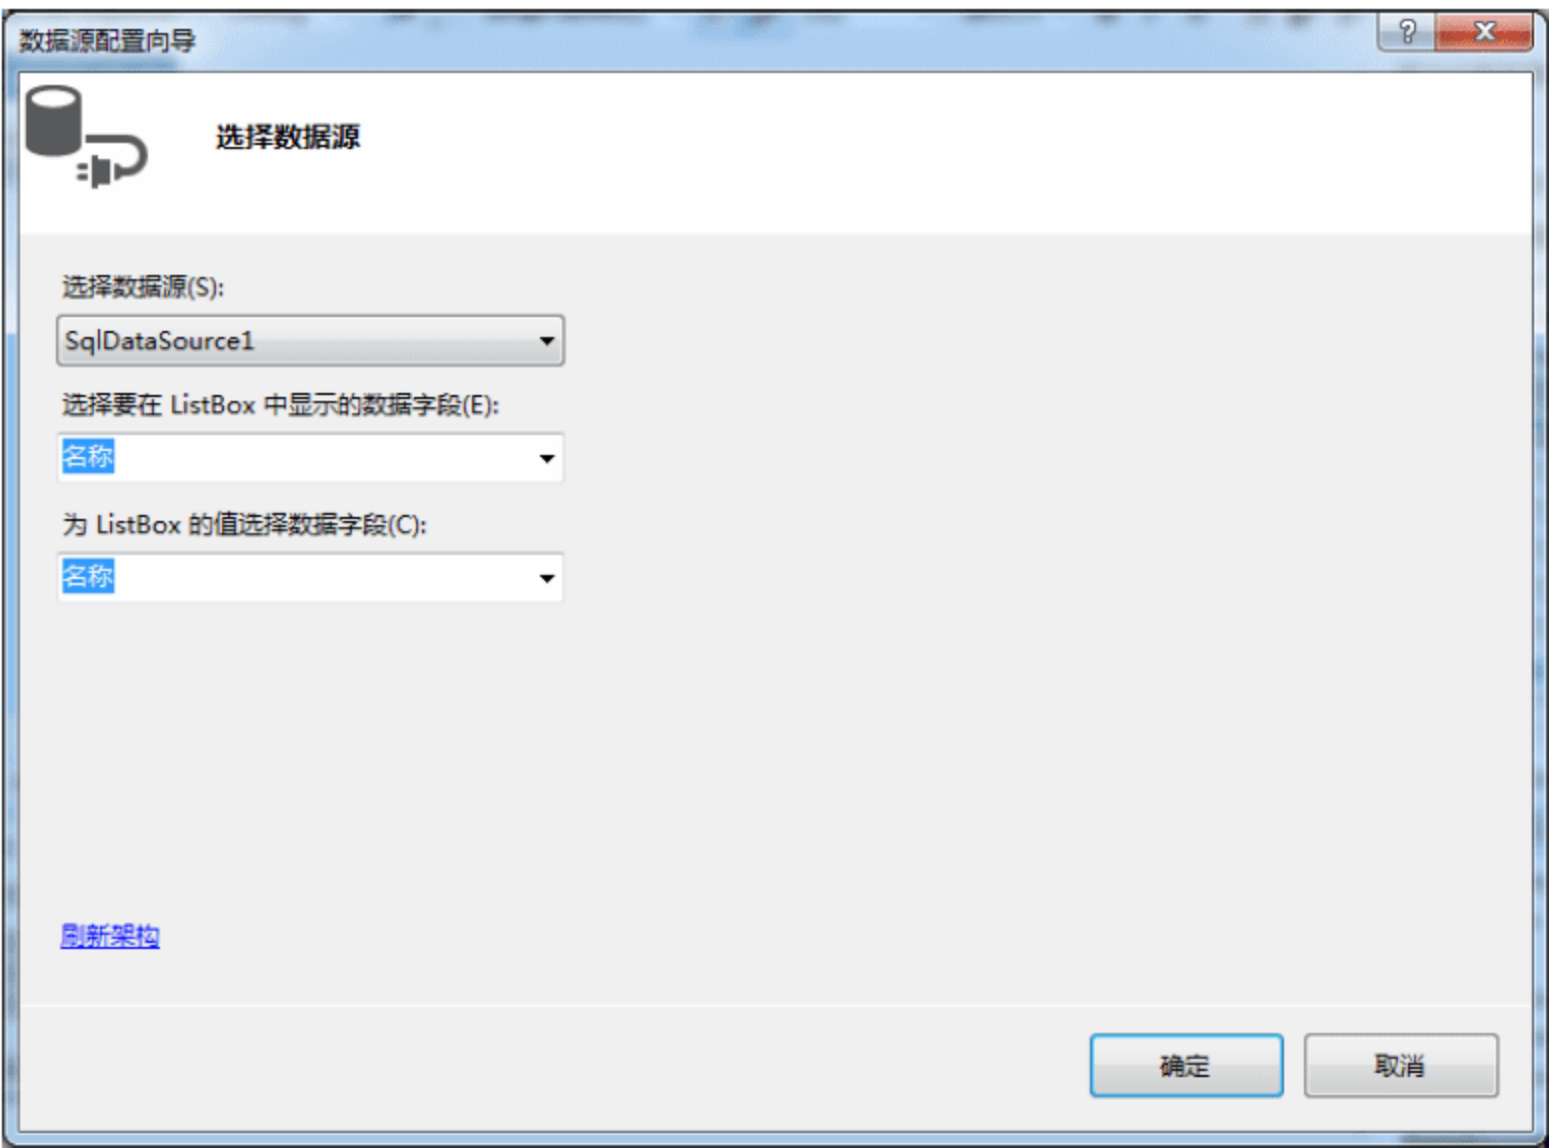 数据源配置向导
选择数据源
选择数据源(S):
SqlDataSource1
选择要在 ListBox 中显示的数据字段(E):
名称
为 ListBox 的值选择数据字段(C):
名称
刷新架构
确定
取消